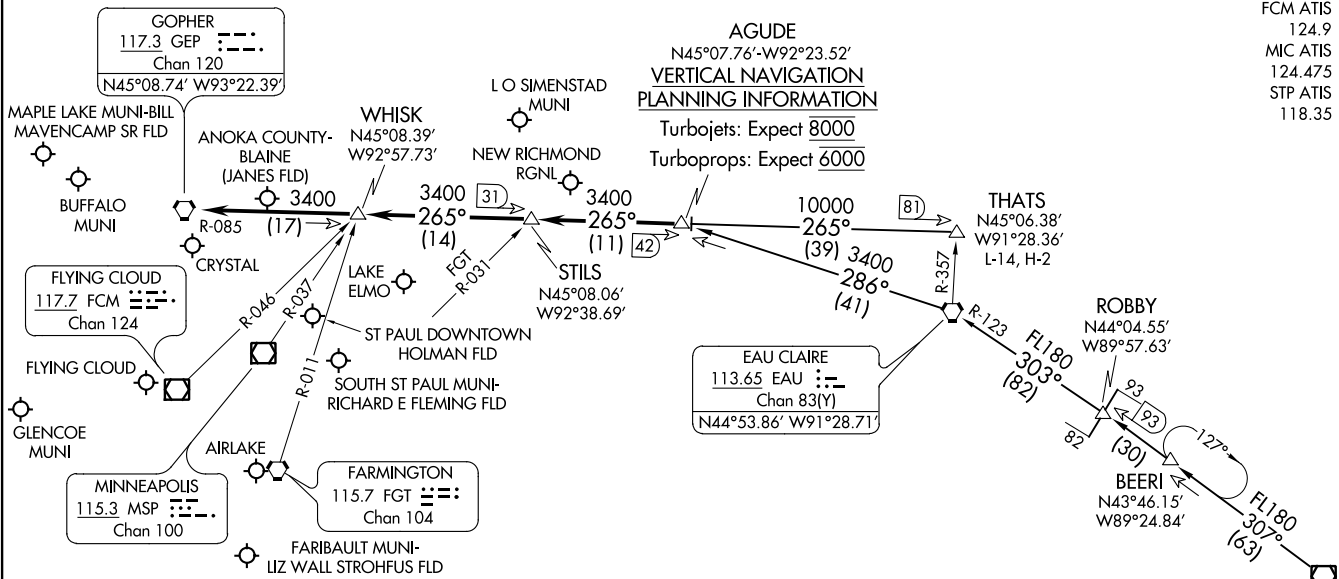 FCM ATIS
124.9
MIC ATIS
124.475
STP ATIS
118.35
GOPHER
117.3 GEP
Chan 120
N45°08.74’ W93°22.39’
AGUDE
N45°07.76’-W92°23.52’
VERTICAL NAVIGATION
PLANNING INFORMATION
Turbojets: Expect 8000
Turboprops: Expect 6000
L O SIMENSTAD
MUNI
MAPLE LAKE MUNI-BILL
MAVENCAMP SR FLD
WHISK
N45°08.39’
W92°57.73’
ANOKA COUNTY-
BLAINE
(JANES FLD)
NEW RICHMOND
RGNL
BUFFALO
MUNI
3400
(17)
R-085
3400
265°
(14)
31
3400
265°
(11)
42
10000
265°
(39)
81
THATS
N45°06.38’
W91°28.36’
L-14, H-2
CRYSTAL
3400
286°
(41)
R-357
LAKE
ELMO
FGT
R-031
STILS
N45°08.06’
W92°38.69’
FLYING CLOUD
117.7 FCM
Chan 124
R-046
R-037
R-011
ST PAUL DOWNTOWN
HOLMAN FLD
R-123
ROBBY
N44°04.55’
W89°57.63’
FLYING CLOUD
SOUTH ST PAUL MUNI-
RICHARD E FLEMING FLD
EAU CLAIRE
113.65 EAU
Chan 83(Y)
N44°53.86’ W91°28.71’
FL180
303°
(82)
93
93
82
(30)
127°
GLENCOE
MUNI
AIRLAKE
MINNEAPOLIS
115.3 MSP
Chan 100
FARMINGTON
115.7 FGT
Chan 104
BEERI
N43°46.15’
W89°24.84’
FL180
307°
(63)
FARIBAULT MUNI-
LIZ WALL STROHFUS FLD